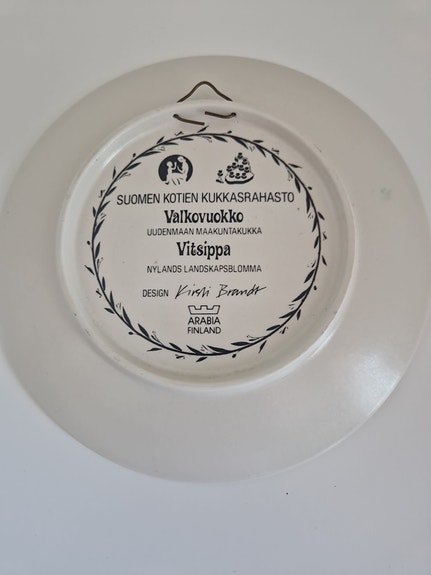 SUOMEN KOTIEN KUKKASRAHASTO
Valkovuokko
UUDENMAAN MAAKUNTAKUKKA
Vitsippa
NYLANDS LANDSKAPSBLOMMA
DESIGN Kirsti Brandt
ARABIA
FINLAND